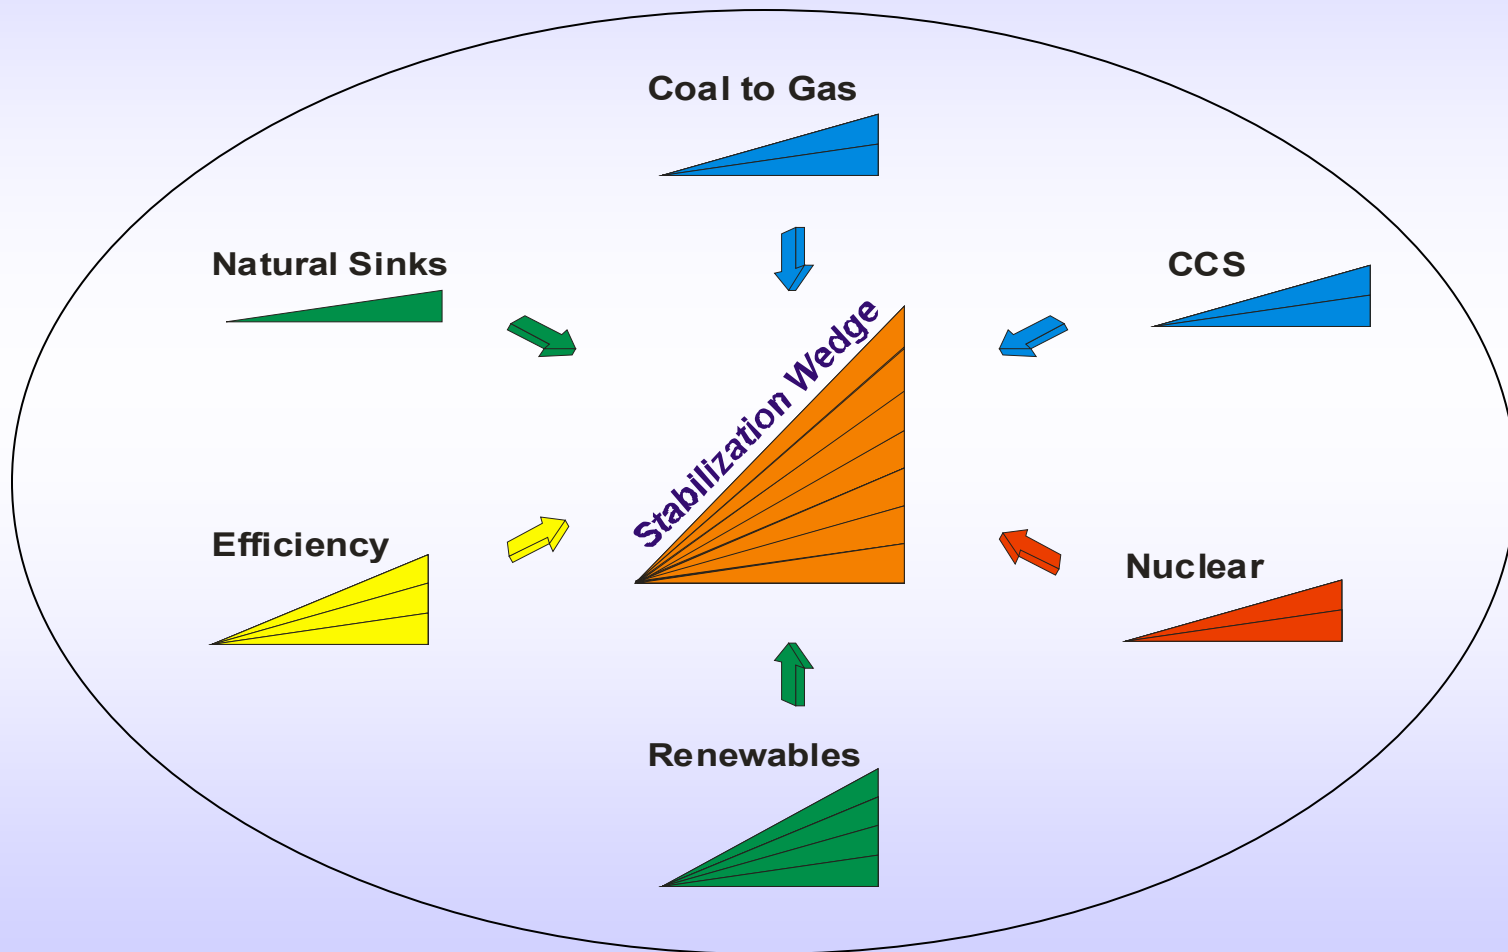 Coal to Gas
Natural Sinks
CCS
Stabilization Wedge
Efficiency
Nuclear
Renewables